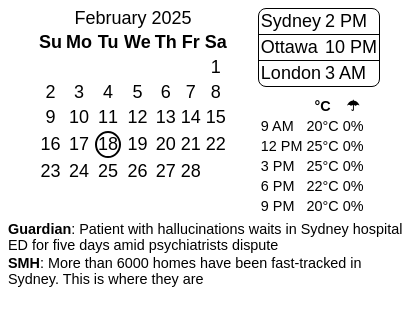 February 2025
Su Mo Tu We Th Fr Sa
1
2 3 4 5 6 7 8
9 10 11 12 13 14 15
16 17 18 19 20 21 22
23 24 25 26 27 28
Sydney 2 PM
Ottawa 10 PM
London 3 AM
°C ☂
9 AM 20°C 0%
12 PM 25°C 0%
3 PM 25°C 0%
6 PM 22°C 0%
9 PM 20°C 0%
Guardian: Patient with hallucinations waits in Sydney hospital
ED for five days amid psychiatrists dispute
SMH: More than 6000 homes have been fast-tracked in
Sydney. This is where they are